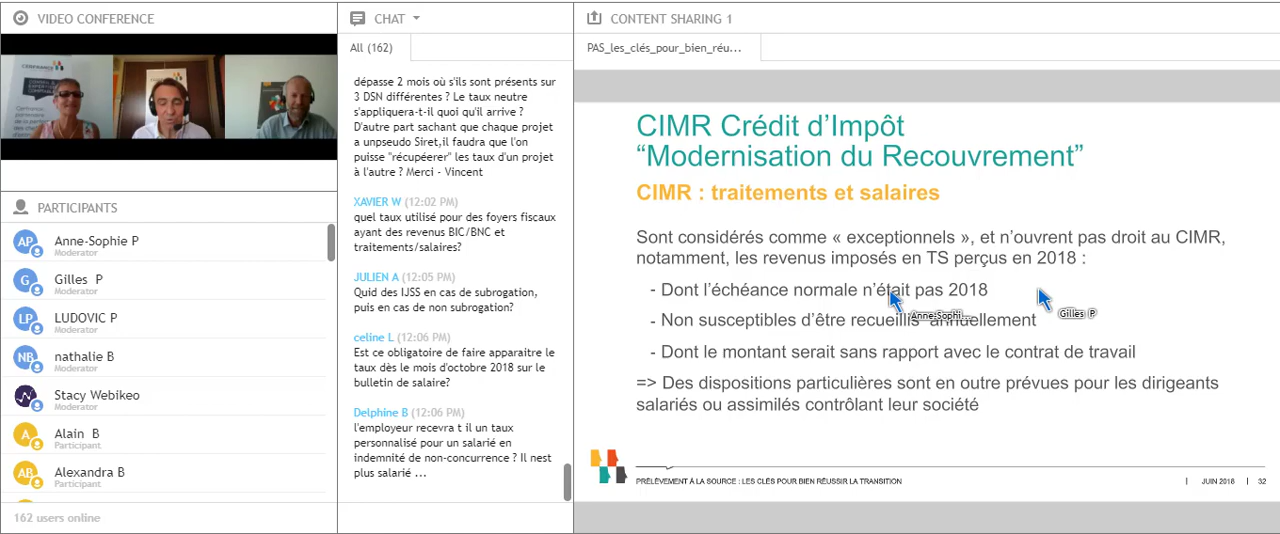 VIDEO CONFERENCE
CERFRANCE
CONSEIL &
EXPERTISE
COMPTABLE
PARTICIPANTS
AP
Anne-Sophie P
Moderator
G
Gilles P
Moderator
LP
LUDOVIC P
Moderator
NB
nathalie B
Moderator
Stacy Webikeo
Moderator
A
Alain B
Participant
AB
Alexandra B
Participant
162 users online
CHAT
All (162)
dépasse 2 mois où s'ils sont présents sur
3 DSN différentes ? Le taux neutre
s'appliquera-t-il quoi qu'il arrive ?
D'autre part sachant que chaque projet
a unpseudo Siret,il faudra que l'on
puisse "récupéerer" les taux d'un projet
à l'autre ? Merci - Vincent
XAVIER W (12:02 PM)
quel taux utilisé pour des foyers fiscaux
ayant des revenus BIC/BNC et
traitements/salaires?
JULIEN A (12:05 PM)
Quid des IJSS en cas de subrogation,
puis en cas de non subrogation?
celine L (12:06 PM)
Est ce obligatoire de faire apparaitre le
taux dès le mois d'octobre 2018 sur le
bulletin de salaire?
Delphine B (12:06 PM)
l'employeur recevra t il un taux
personnalisé pour un salarié en
indemnité de non-concurrence ? Il nest
plus salarié ...
CONTENT SHARING 1
PAS_les_clés_pour_bien_réu...
CIMR Crédit d'Impôt
“Modernisation du Recouvrement”
CIMR : traitements et salaires
Sont considérés comme « exceptionnels », et n'ouvrent pas droit au CIMR,
notamment, les revenus imposés en TS perçus en 2018 :
- Dont l'échéance normale n'était pas 2018
Anne-Sophi...
Gilles P
- Non susceptibles d'être recueillis annuellement
- Dont le montant serait sans rapport avec le contrat de travail
=> Des dispositions particulières sont en outre prévues pour les dirigeants
salariés ou assimilés contrôlant leur société
PRÉLÈVEMENT À LA SOURCE : LES CLÉS POUR BIEN RÉUSSIR LA TRANSITION
| JUIN 2018 | 32